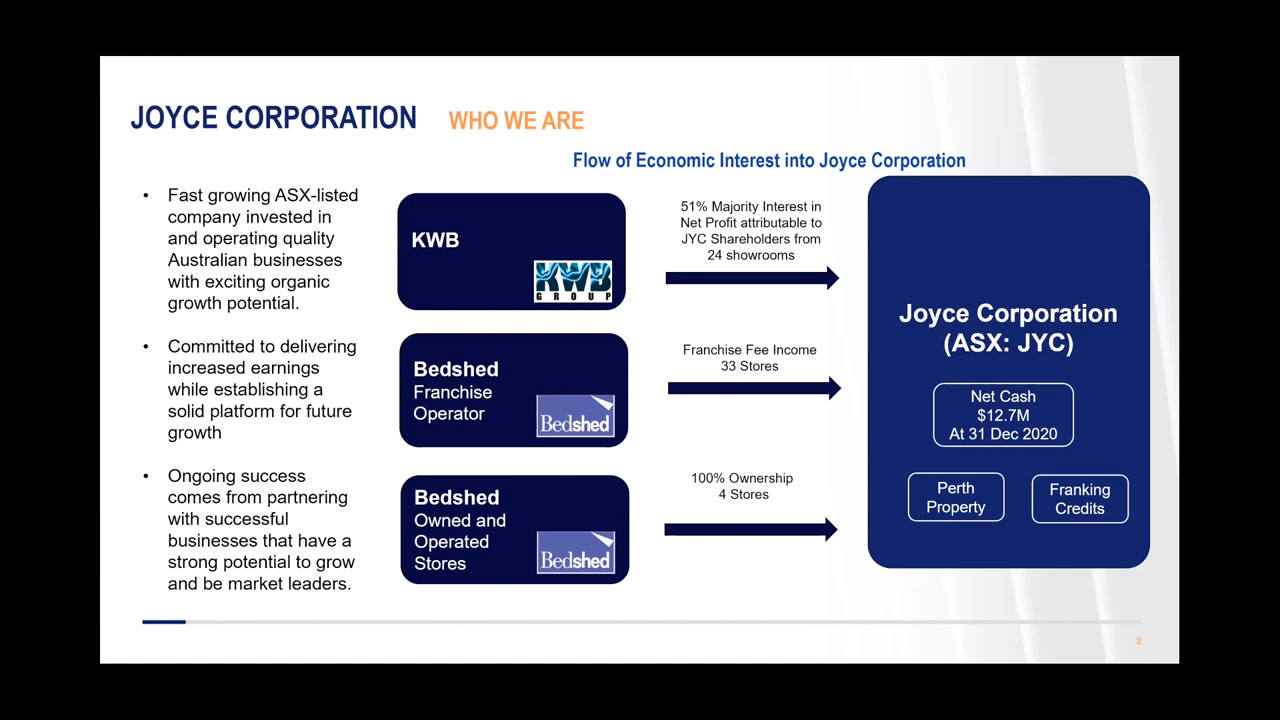 JOYCE CORPORATION WHO WE ARE
Flow of Economic Interest into Joyce Corporation
• Fast growing ASX-listed
company invested in
and operating quality
Australian businesses
with exciting organic
growth potential.
• Committed to delivering
increased earnings
while establishing a
solid platform for future
growth
• Ongoing success
comes from partnering
with successful
businesses that have a
strong potential to grow
and be market leaders.
KWB
KWB
GROUP
51% Majority Interest in
Net Profit attributable to
JYC Shareholders from
24 showrooms
Bedshed
Franchise
Operator
Bedshed
Franchise Fee Income
33 Stores
Bedshed
Owned and
Operated
Stores
Bedshed
100% Ownership
4 Stores
Joyce Corporation
(ASX: JYC)
Net Cash
$12.7M
At 31 Dec 2020
Perth
Property
Franking
Credits
3